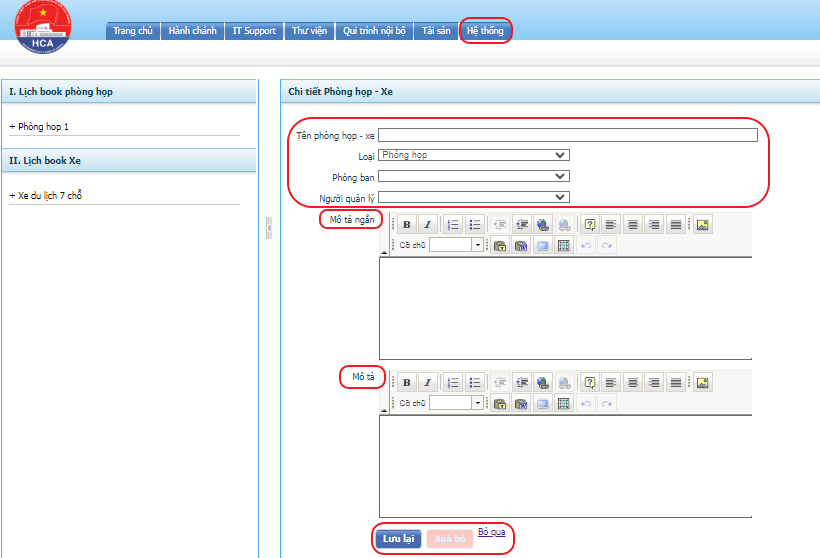 HCA
Trang chủ Hành chánh IT Support Thư viện Qui trình nội bộ Tài sản Hệ thống
I. Lịch book phòng họp
+ Phòng họp 1
II. Lịch book Xe
+ Xe du lịch 7 chỗ
Chi tiết Phòng họp - Xe
Tên phòng họp - xe
Loại Phòng họp
Phòng ban
Người quản lý
Mô tả ngắn
B I
Cỡ chữ
Mô tả
B I
Cỡ chữ
Lưu lại Xoá bỏ Bỏ qua